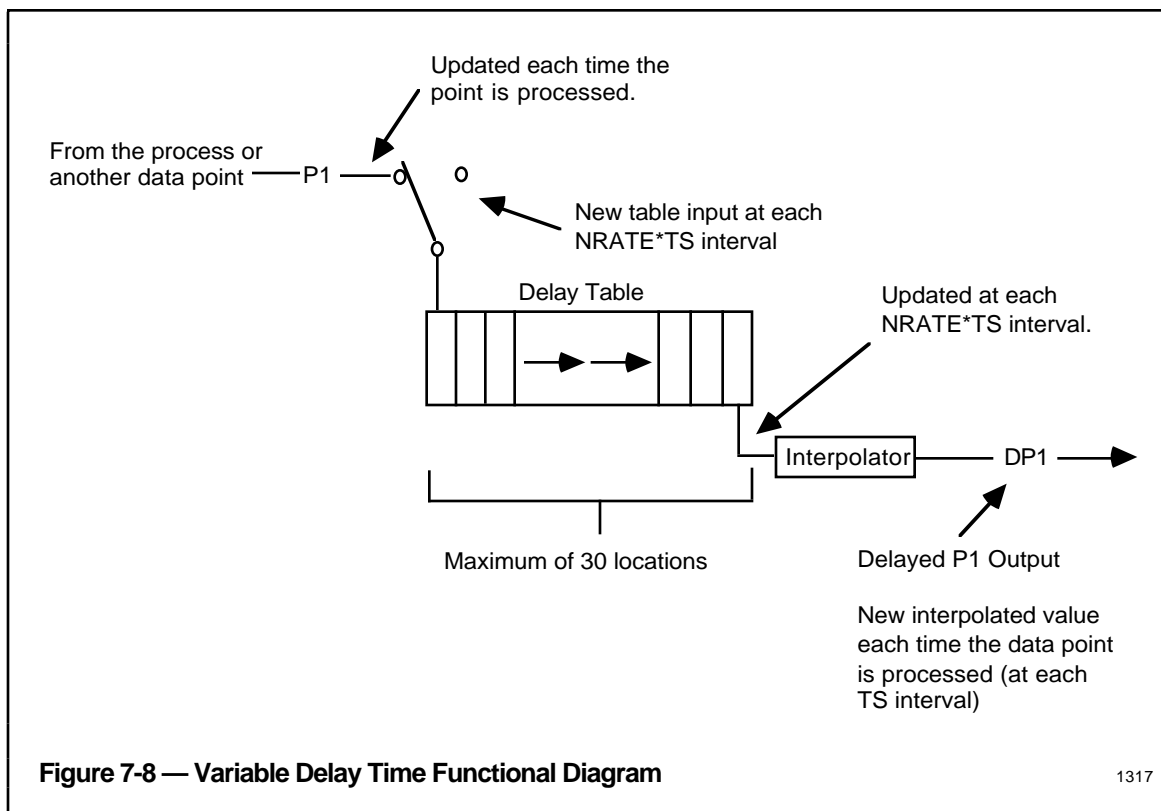 Updated each time the
point is processed.
From the process or
another data point
P1
New table input at each
NRATE*TS interval
Delay Table
Updated at each
NRATE*TS interval.
Interpolator
DP1
Maximum of 30 locations
Delayed P1 Output
New interpolated value
each time the data point
is processed (at each
TS interval)
Figure 7-8 — Variable Delay Time Functional Diagram
1317